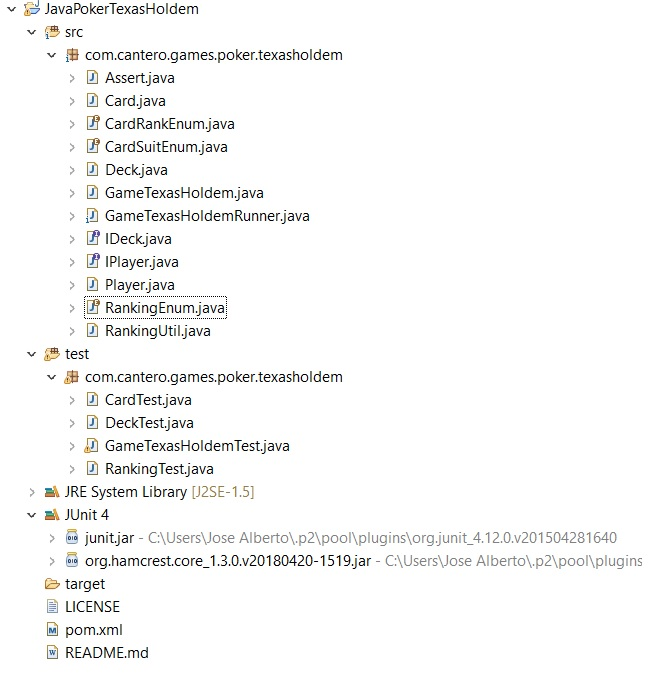 JavaPokerTexasHoldem
src
com.cantero.games.poker.texasholdem
Assert.java
Card.java
CardRankEnum.java
CardSuitEnum.java
Deck.java
GameTexasHoldem.java
GameTexasHoldemRunner.java
IDeck.java
IPlayer.java
Player.java
RankingEnum.java
RankingUtil.java
test
com.cantero.games.poker.texasholdem
CardTest.java
DeckTest.java
GameTexasHoldemTest.java
RankingTest.java
JRE System Library [J2SE-1.5]
JUnit 4
junit.jar - C:\Users\Jose Alberto\.p2\pool\plugins\org.junit_4.12.0.v201504281640
org.hamcrest.core_1.3.0.v20180420-1519.jar - C:\Users\Jose Alberto\.p2\pool\plugins
target
LICENSE
pom.xml
README.md